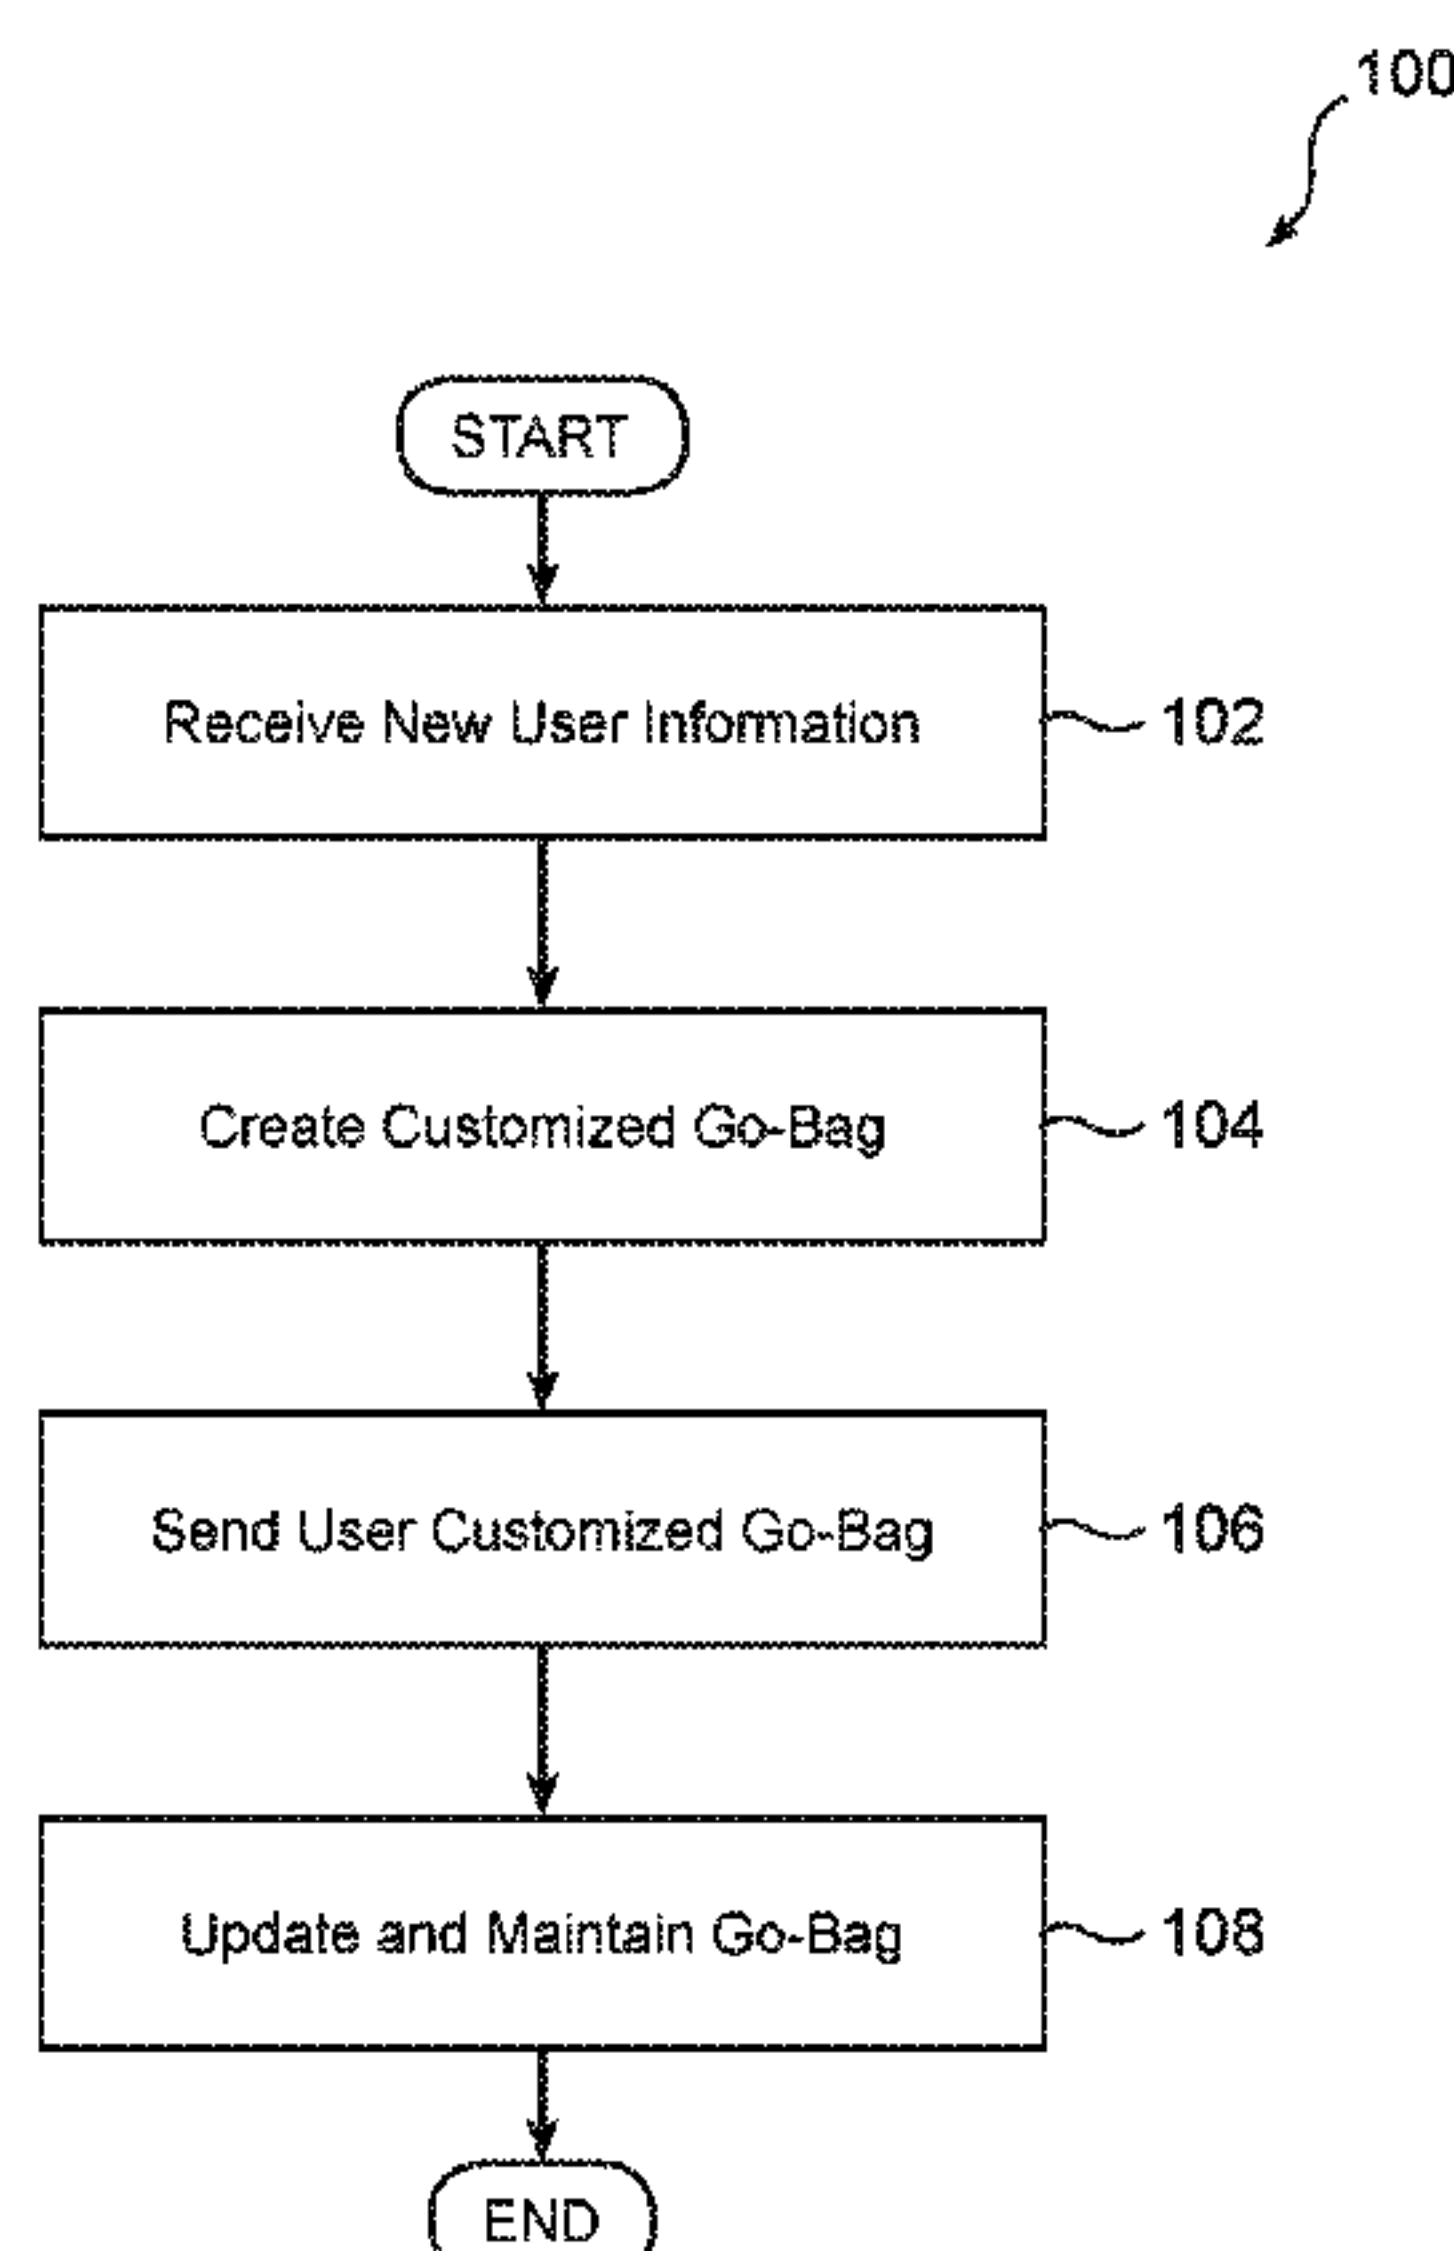 100
START
Receive New User Information
102
Create Customized Go-Bag
104
Send User Customized Go-Bag
106
Update and Maintain Go-Bag
108
END